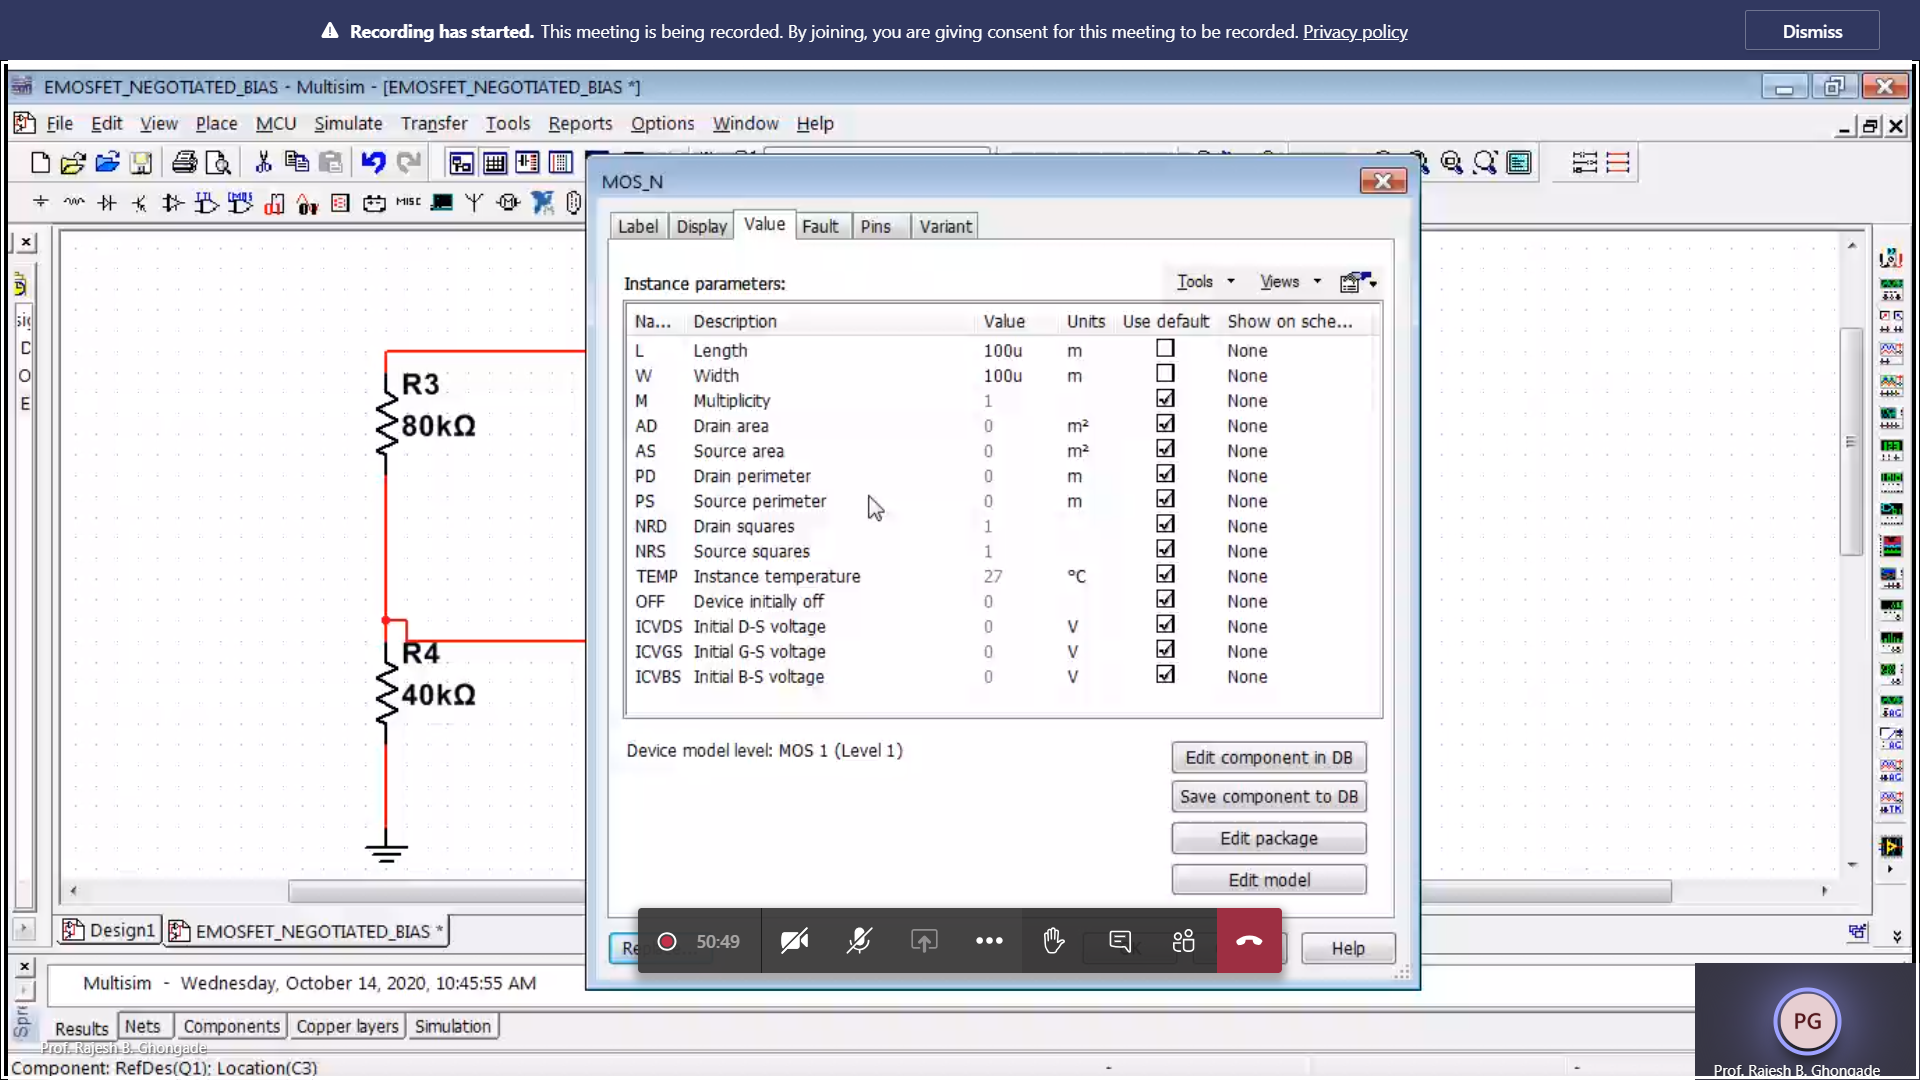 Recording has started. This meeting is being recorded. By joining, you are giving consent for this meeting to be recorded. Privacy policy
Dismiss
EMOSFET_NEGOTIATED_BIAS - Multisim - [EMOSFET_NEGOTIATED_BIAS *]
File Edit View Place MCU Simulate Transfer Tools Reports Options Window Help
MISC
MOS_N
Label Display Value Fault Pins Variant
Instance parameters:
Tools Views
Na... Description Value Units Use default Show on sche...
L Length 100u m None
W Width 100u m None
M Multiplicity 1 None
AD Drain area 0 m² None
AS Source area 0 m² None
PD Drain perimeter 0 m None
PS Source perimeter 0 m None
NRD Drain squares 1 None
NRS Source squares 1 None
TEMP Instance temperature 27 °C None
OFF Device initially off 0 None
ICVDS Initial D-S voltage 0 V None
ICVGS Initial G-S voltage 0 V None
ICVBS Initial B-S voltage 0 V None
Device model level: MOS 1 (Level 1)
Edit component in DB
Save component to DB
Edit package
Edit model
Help
R3
80kΩ
R4
40kΩ
50:49
Design1 EMOSFET_NEGOTIATED_BIAS *
Multisim - Wednesday, October 14, 2020, 10:45:55 AM
Results Nets Components Copper layers Simulation
Prof. Rajesh B. Ghongade
Component: RefDes(Q1); Location(C3)
PG
Prof. Rajesh B. Ghongade